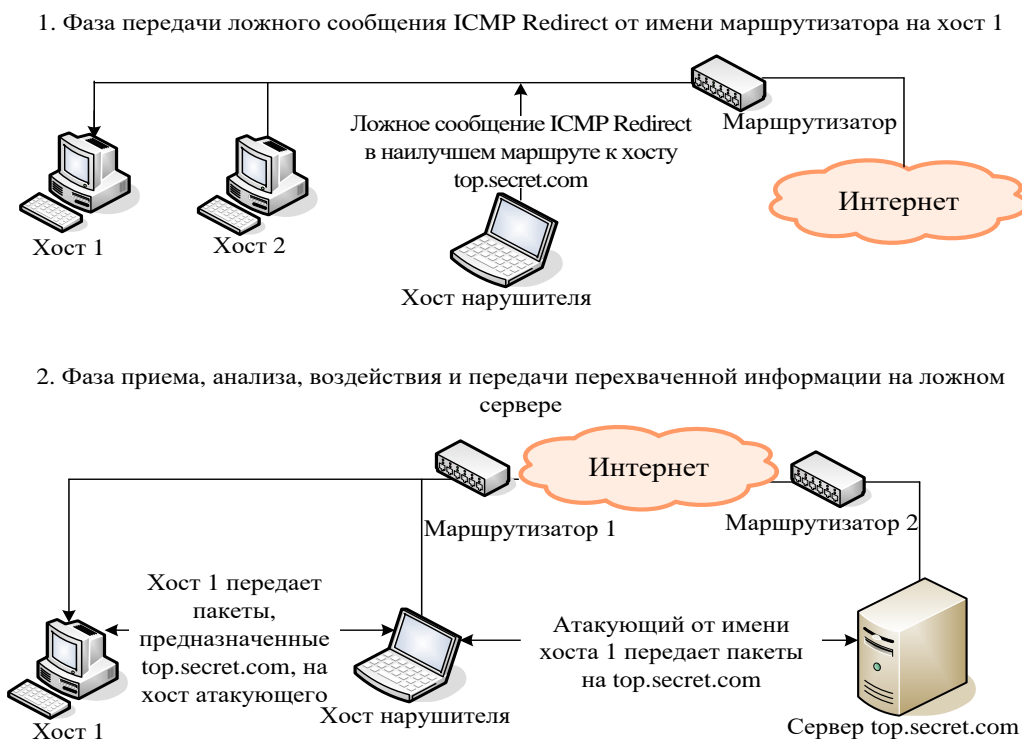 1. Фаза передачи ложного сообщения ICMP Redirect от имени маршрутизатора на хост 1
Ложное сообщение ICMP Redirect
в наилучшем маршруте к хосту
top.secret.com
Маршрутизатор
Интернет
Хост 1
Хост 2
Хост нарушителя
2. Фаза приема, анализа, воздействия и передачи перехваченной информации на ложном
сервере
Интернет
Маршрутизатор 1
Маршрутизатор 2
Хост 1 передает
пакеты,
предназначенные
top.secret.com, на
хост атакующего
Атакующий от имени
хоста 1 передает пакеты
на top.secret.com
Хост 1
Хост нарушителя
Сервер top.secret.com